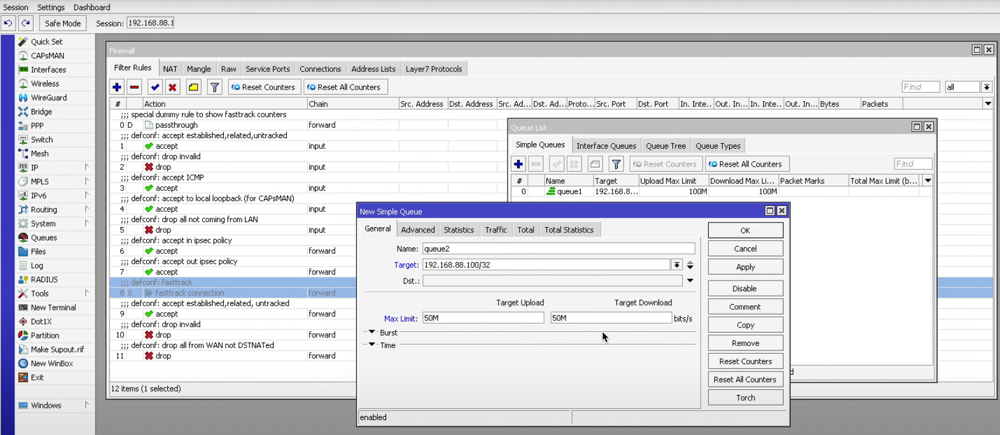 Session Settings Dashboard
Safe Mode Session: 192.168.88.1
Quick Set
CAPsMAN
Interfaces
Wireless
WireGuard
Bridge
PPP
Switch
Mesh
IP
MPLS
IPv6
Routing
System
Queues
Files
Log
RADIUS
Tools
New Terminal
Dot1X
Partition
Make Supout.rif
New WinBox
Exit
Windows
Firewall
Filter Rules NAT Mangle Raw Service Ports Connections Address Lists Layer7 Protocols
Reset Counters Reset All Counters Find all
# Action Chain Src. Address Dst. Address Src. Ad... Dst. Ad... Proto... Src. Port Dst. Port In. Inte... Out. In... In. Inte... Out. In... Bytes Packets
;;; special dummy rule to show fasttrack counters
0 D passthrough forward
;;; defconf: accept established,related,untracked
1 accept input
;;; defconf: drop invalid
2 drop input
;;; defconf: accept ICMP
3 accept input
;;; defconf: accept to local loopback (for CAPsMAN)
4 accept input
;;; defconf: drop all not coming from LAN
5 drop input
;;; defconf: accept in ipsec policy
6 accept forward
;;; defconf: accept out ipsec policy
7 accept forward
;;; defconf: fasttrack
8 X fasttrack connection forward
;;; defconf: accept established,related, untracked
9 accept forward
;;; defconf: drop invalid
10 drop forward
;;; defconf: drop all from WAN not DSTNATed
11 drop forward
12 items (1 selected)
Queue List
Simple Queues Interface Queues Queue Tree Queue Types
Reset Counters Reset All Counters Find
# Name Target Upload Max Limit Download Max Li... Packet Marks Total Max Limit (b...
0 queue1 192.168.8... 100M 100M
New Simple Queue
General Advanced Statistics Traffic Total Total Statistics
Name: queue2
Target: 192.168.88.100/32
Dst.:
Target Upload Target Download
Max Limit: 50M 50M bits/s
Burst
Time
OK
Cancel
Apply
Disable
Comment
Copy
Remove
Reset Counters
Reset All Counters
Torch
enabled